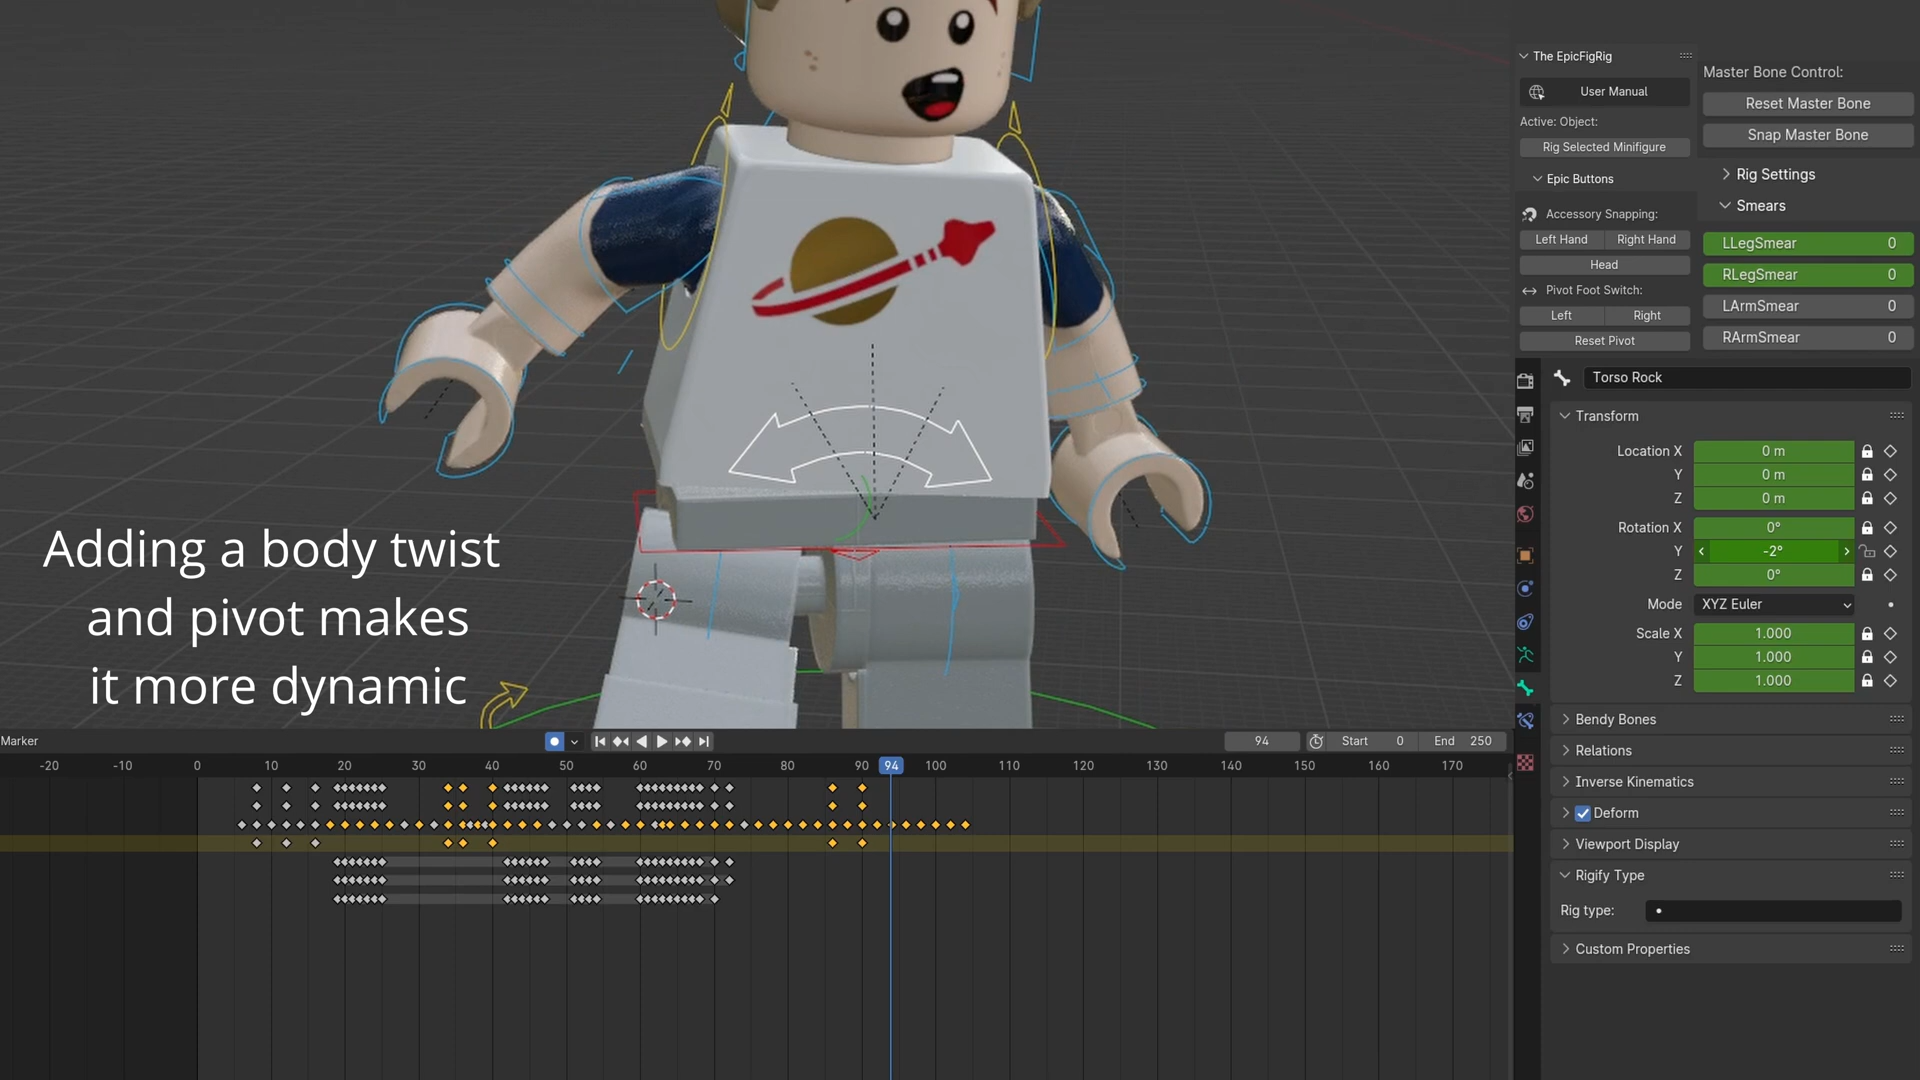 The EpicFigRig
Master Bone Control:
User Manual
Reset Master Bone
Active: Object:
Snap Master Bone
Rig Selected Minifigure
Rig Settings
Epic Buttons
Smears
Accessory Snapping:
Left Hand Right Hand
LLegSmear 0
Head
RLegSmear 0
Pivot Foot Switch:
LArmSmear 0
Left Right
RArmSmear 0
Reset Pivot
Torso Rock
Transform
Location X 0 m
Y 0 m
Z 0 m
Rotation X 0°
Y -2°
Z 0°
Mode XYZ Euler
Scale X 1.000
Y 1.000
Z 1.000
Bendy Bones
Relations
Inverse Kinematics
Deform
Viewport Display
Rigify Type
Rig type:
Custom Properties
Adding a body twist
and pivot makes
it more dynamic
Marker 94 Start 0 End 250
-20 -10 0 10 20 30 40 50 60 70 80 90 94 100 110 120 130 140 150 160 170